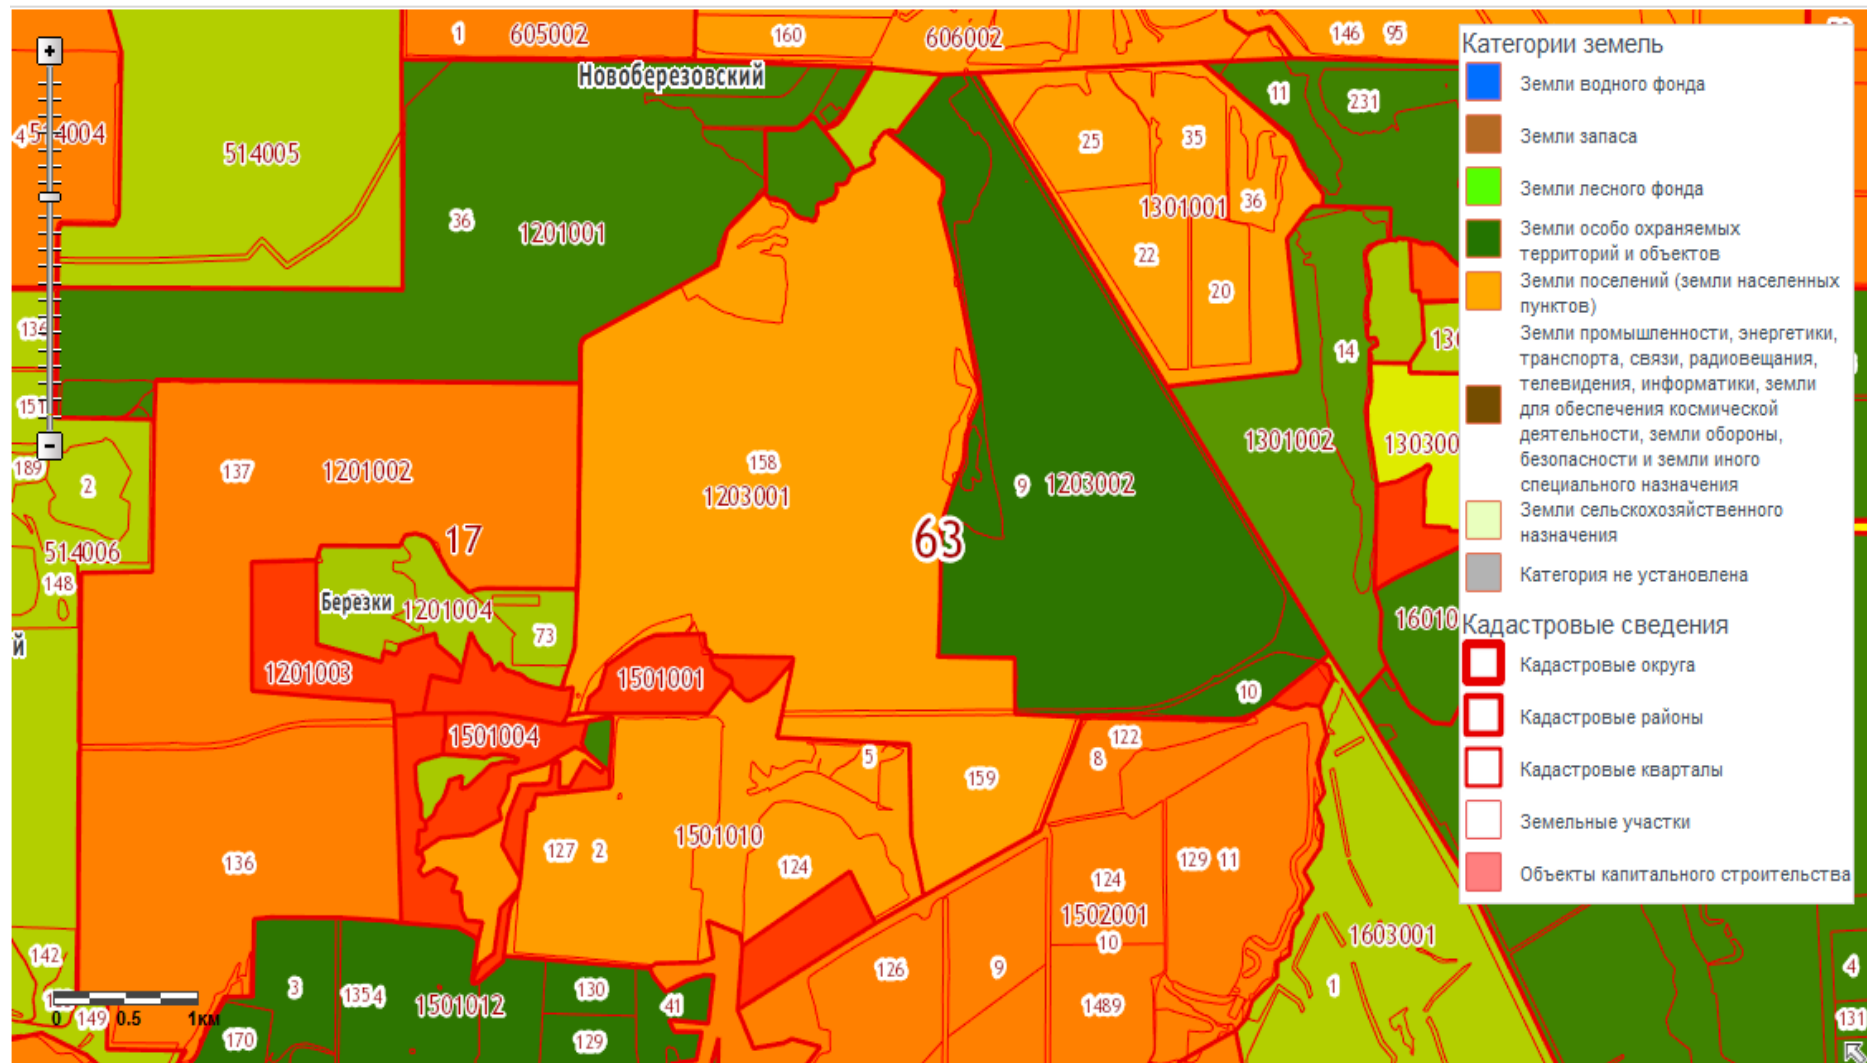 1
605002
160
606002
146
95
Новоберезовский
11
231
514004
514005
25
35
36
1201001
1301001
36
22
20
14
136
151
1301002
130300
189
2
137
1201002
158
1203001
9
1203002
17
63
514006
148
Березки
1201004
73
й
1201003
1501001
10
16010
1501004
5
122
8
159
127
2
1501010
124
136
124
129
11
1502001
10
1603001
142
126
9
1
3
135
4
130
41
1489
4
1501012
149
170
129
131
0
0.5
1км
Категории земель
Земли водного фонда
Земли запаса
Земли лесного фонда
Земли особо охраняемых
территорий и объектов
Земли поселений (земли населенных
пунктов)
Земли промышленности, энергетики,
транспорта, связи, радиовещания,
телевидения, информатики, земли
для обеспечения космической
деятельности, земли обороны,
безопасности и земли иного
специального назначения
Земли сельскохозяйственного
назначения
Категория не установлена
Кадастровые сведения
Кадастровые округа
Кадастровые районы
Кадастровые кварталы
Земельные участки
Объекты капитального строительства